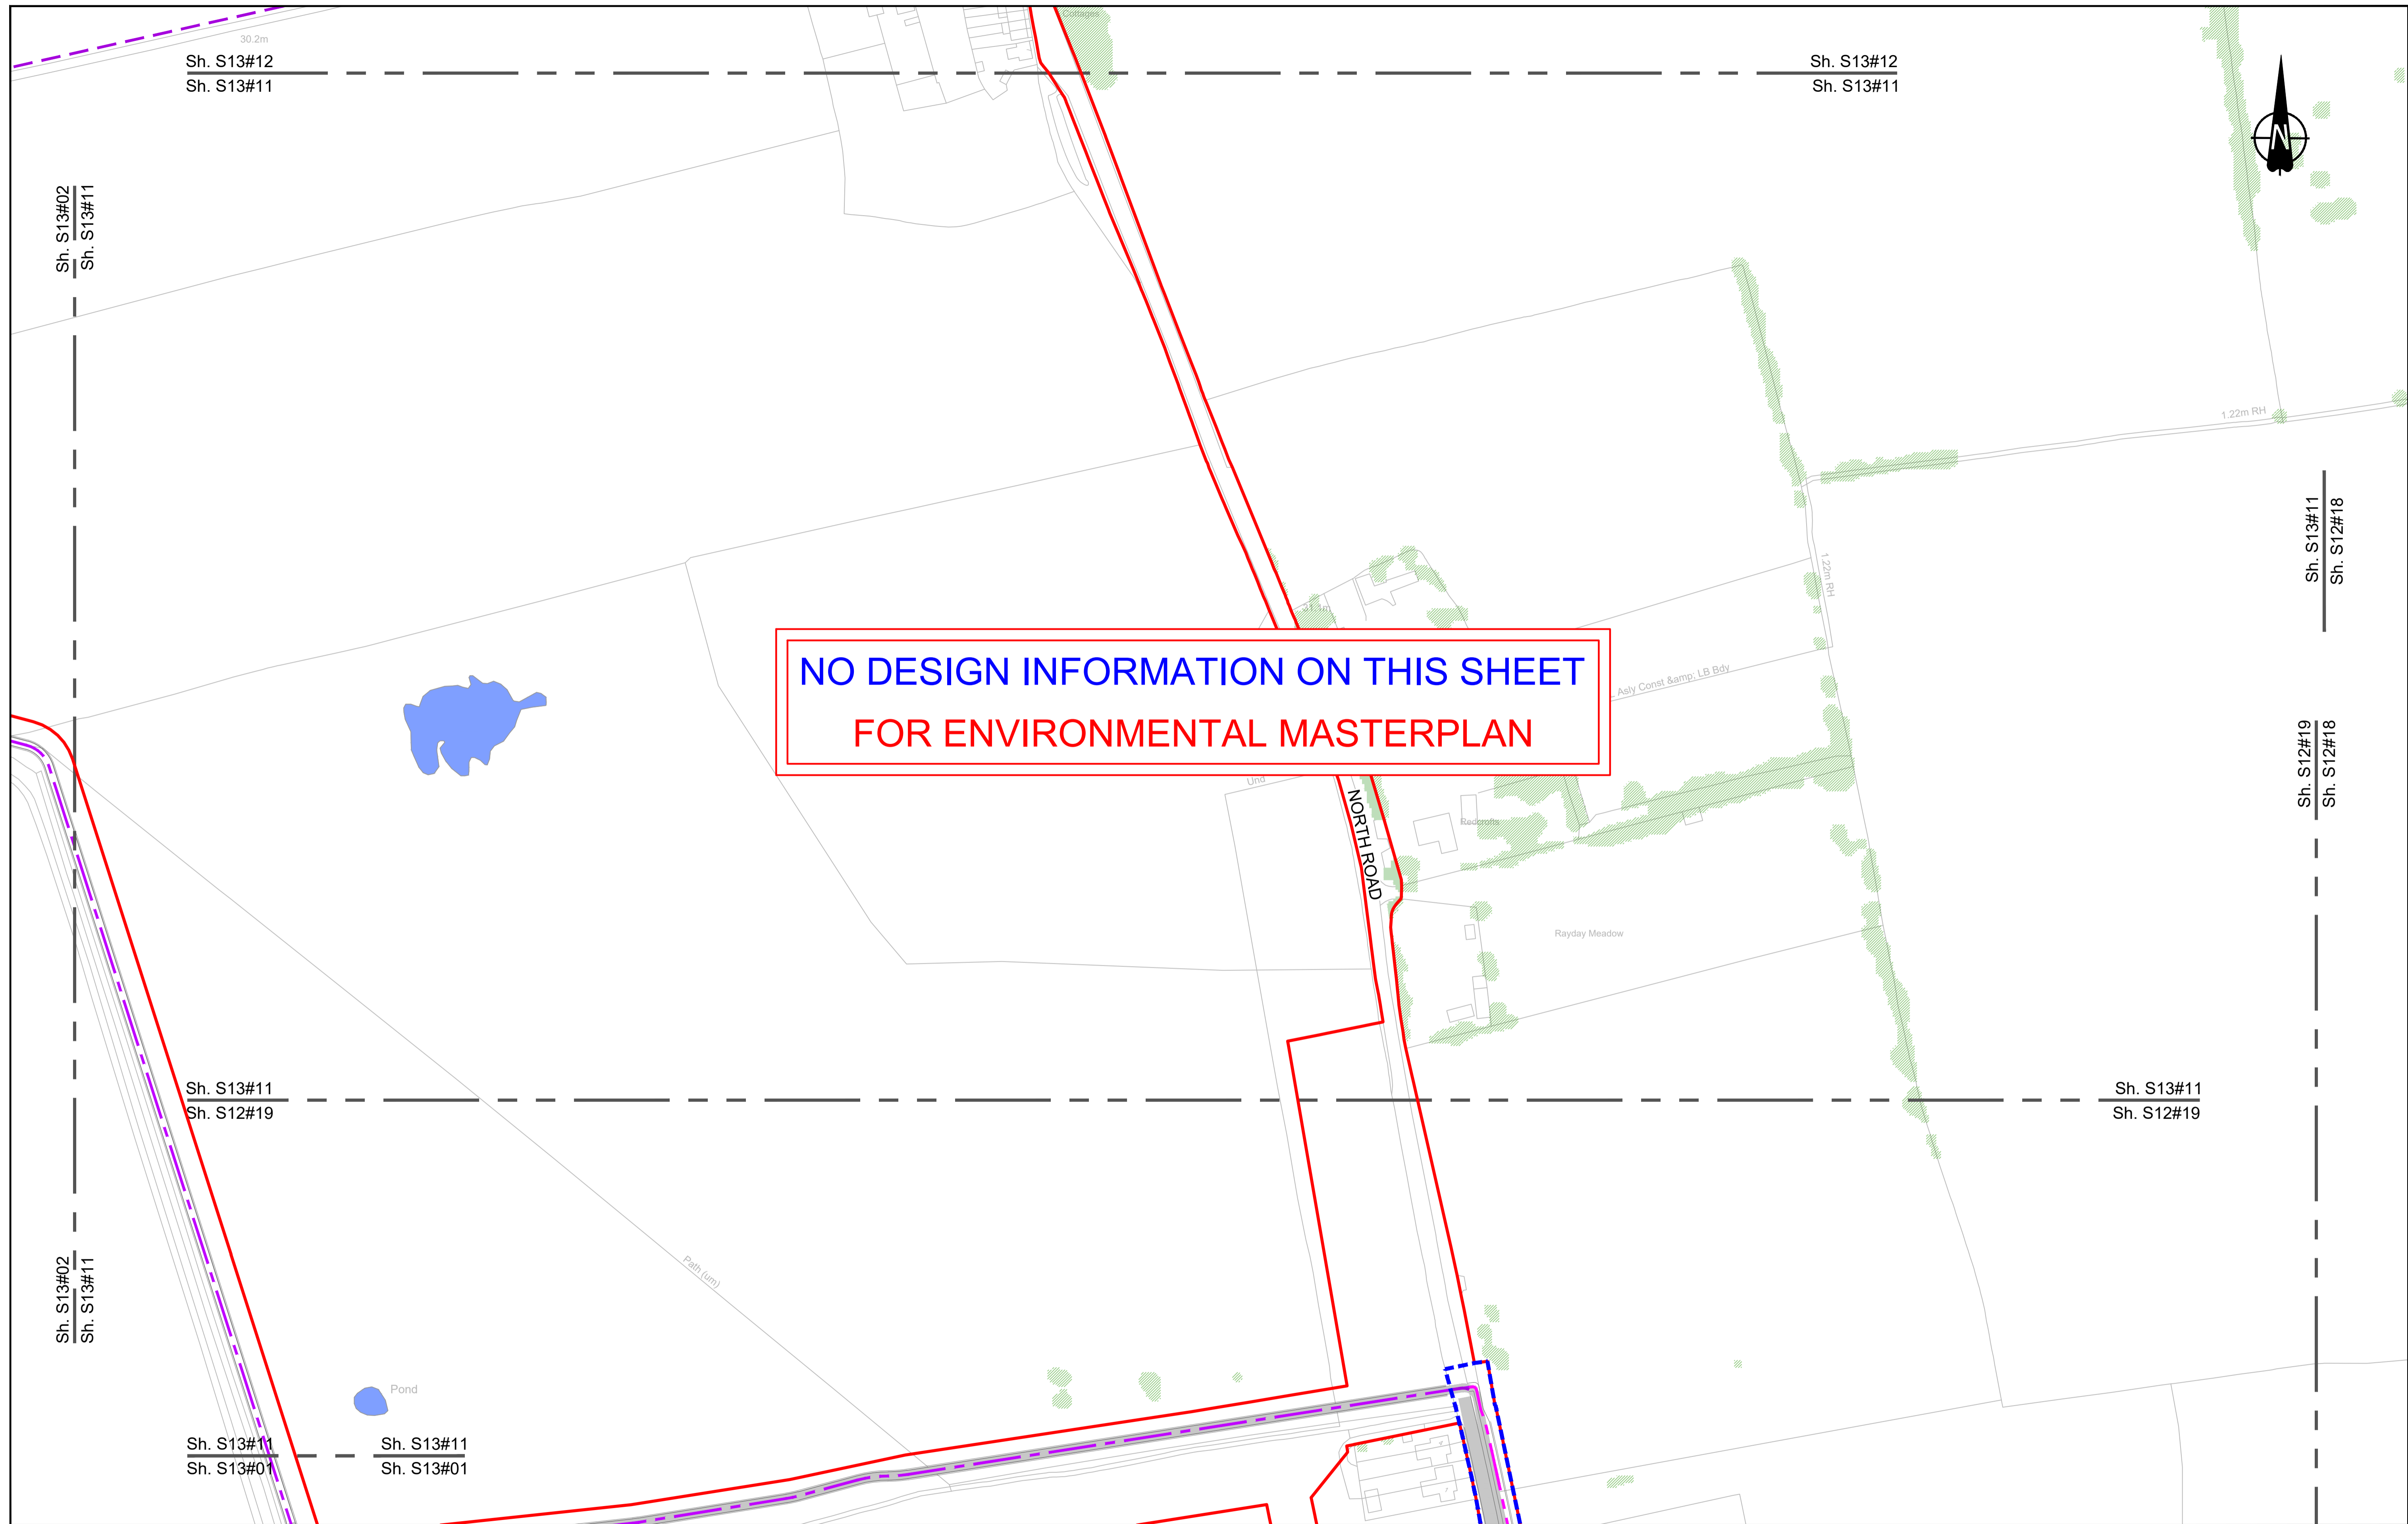 Cottages
30.2m
Sh. S13#12
Sh. S13#11
Sh. S13#12
Sh. S13#11
N
Sh. S13#02
Sh. S13#11
1.22m RH
Sh. S13#11
Sh. S12#18
1.22m RH
31.1m
NO DESIGN INFORMATION ON THIS SHEET
FOR ENVIRONMENTAL MASTERPLAN
Asly Const &amp; LB Bdy
Sh. S12#19
Sh. S12#18
Und
NORTH ROAD
Redcrofts
Rayday Meadow
Sh. S13#11
Sh. S12#19
Sh. S13#11
Sh. S12#19
Path (um)
Sh. S13#02
Sh. S13#11
Pond
Sh. S13#11
Sh. S13#01
Sh. S13#11
Sh. S13#01